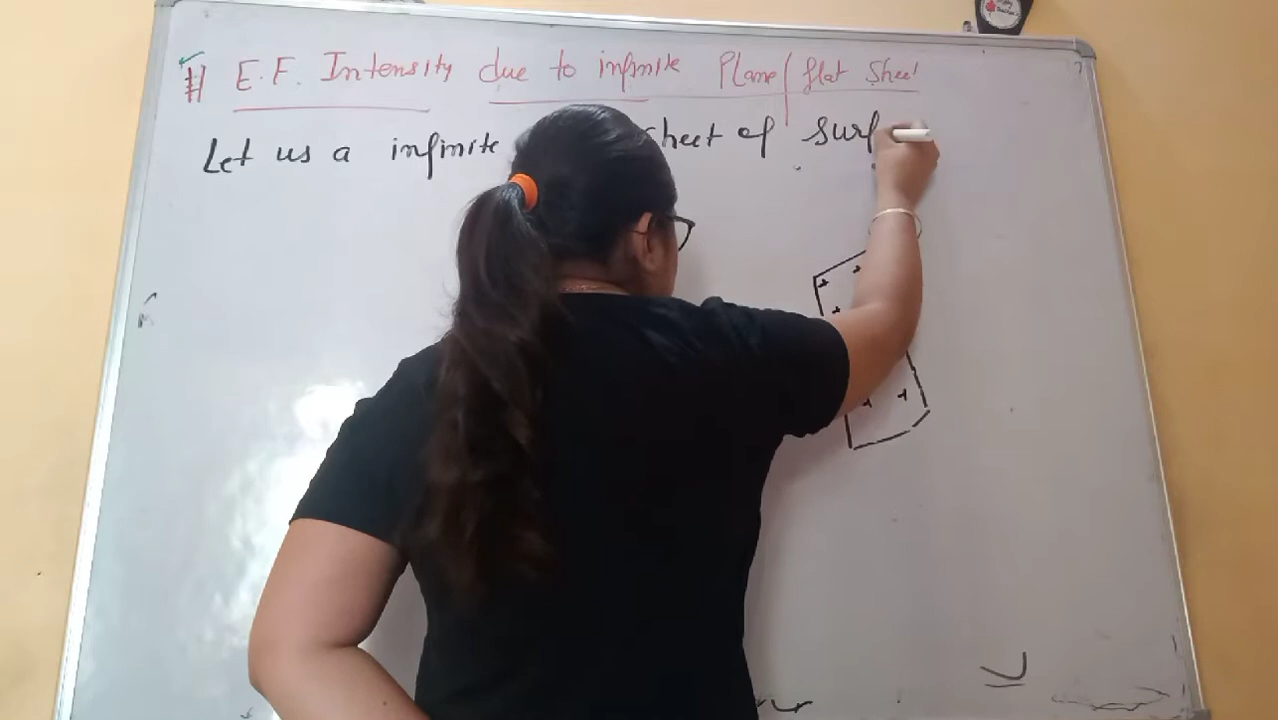 # E.F. Intensity due to infinite Plane/ flat Sheet
Let us a infinite sheet of surf